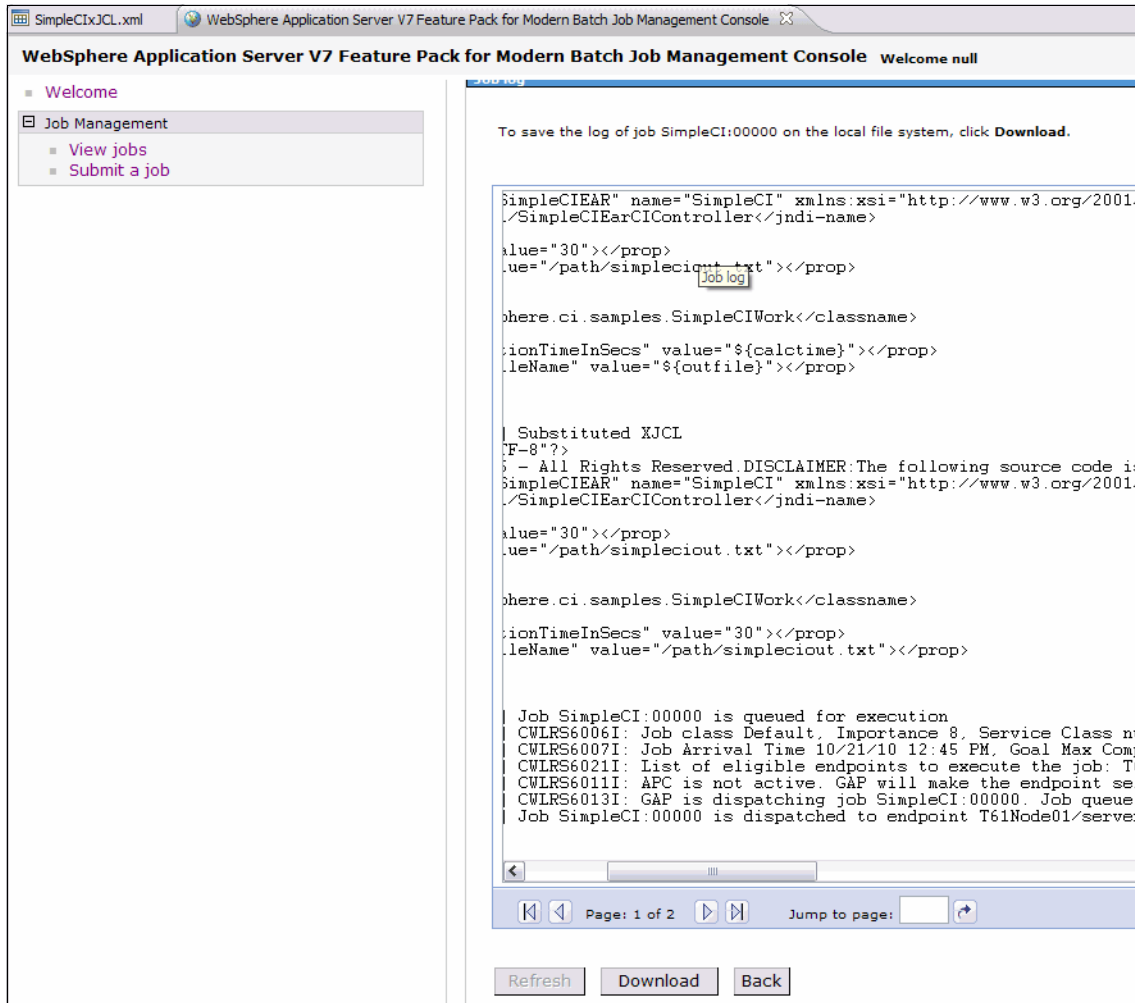 SimpleCIxJCL.xml
WebSphere Application Server V7 Feature Pack for Modern Batch Job Management Console
WebSphere Application Server V7 Feature Pack for Modern Batch Job Management Console Welcome null
Welcome
Job Management
View jobs
Submit a job
Job log
To save the log of job SimpleCI:00000 on the local file system, click Download.
SimpleCIEAR" name="SimpleCI" xmlns:xsi="http://www.w3.org/2001
/SimpleCIEarCIController</jndi-name>
alue="30"></prop>
ue="/path/simpleciout.txt"></prop>
Job log
here.ci.samples.SimpleCIWork</classname>
ionTimeInSecs" value="${calctime}"></prop>
leName" value="${outfile}"></prop>
| Substituted XJCL
TF-8"?>
- All Rights Reserved.DISCLAIMER:The following source code is
SimpleCIEAR" name="SimpleCI" xmlns:xsi="http://www.w3.org/2001
/SimpleCIEarCIController</jndi-name>
alue="30"></prop>
ue="/path/simpleciout.txt"></prop>
here.ci.samples.SimpleCIWork</classname>
ionTimeInSecs" value="30"></prop>
leName" value="/path/simpleciout.txt"></prop>
| Job SimpleCI:00000 is queued for execution
| CWLRS6006I: Job class Default, Importance 8, Service Class n
| CWLRS6007I: Job Arrival Time 10/21/10 12:45 PM, Goal Max Com
| CWLRS6021I: List of eligible endpoints to execute the job: T
| CWLRS6011I: APC is not active. GAP will make the endpoint se
| CWLRS6013I: GAP is dispatching job SimpleCI:00000. Job queue
| Job SimpleCI:00000 is dispatched to endpoint T61Node01/serve
Page: 1 of 2 Jump to page:
Refresh Download Back